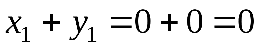 x₁ + y₁ =0+0=0